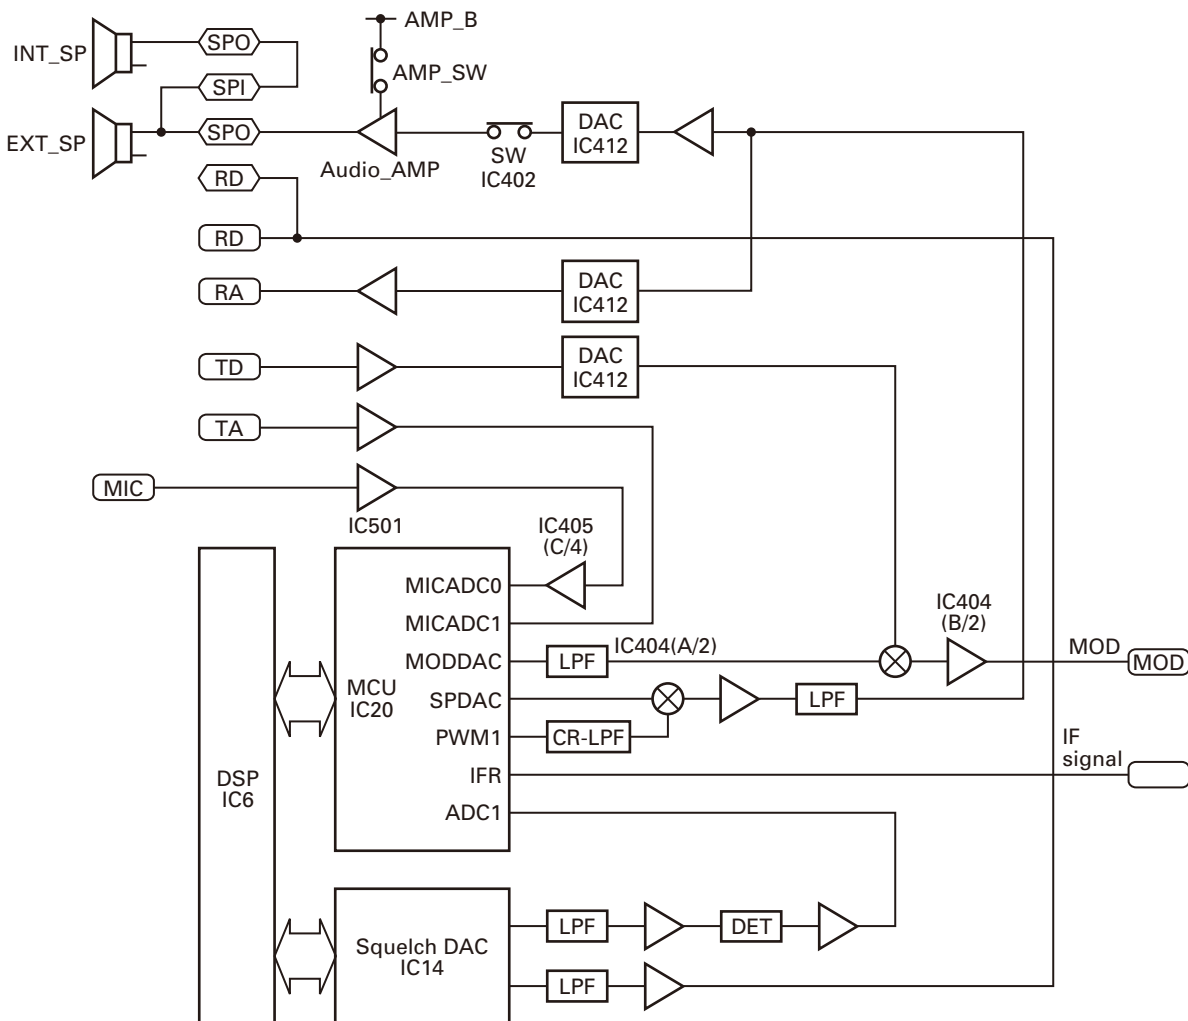 AMP_B
INT_SP
SPO
AMP_SW
SPI
EXT_SP
SPO
Audio_AMP
SW
IC402
DAC
IC412
RD
RD
RA
DAC
IC412
TD
DAC
IC412
TA
MIC
IC501
IC405
(C/4)
MICADC0
MICADC1
MODDAC
SPDAC
PWM1
IFR
ADC1
MCU
IC20
LPF
IC404(A/2)
IC404
(B/2)
MOD
MOD
LPF
CR-LPF
IF
signal
DSP
IC6
Squelch DAC
IC14
LPF
DET
LPF